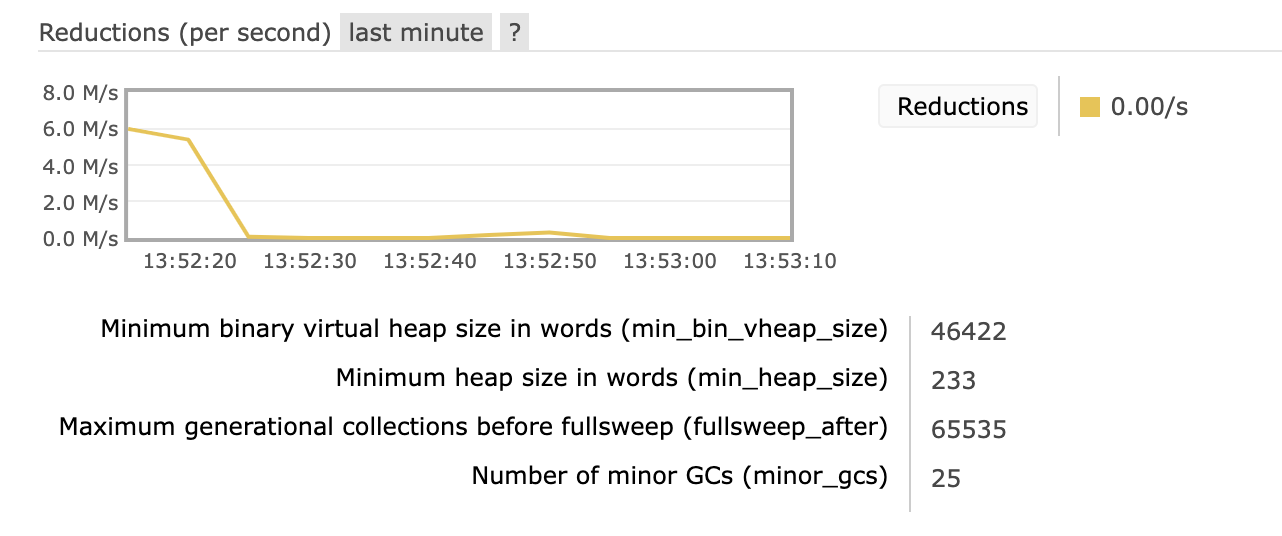 Reductions (per second) last minute ?
8.0 M/s
6.0 M/s
4.0 M/s
2.0 M/s
0.0 M/s
13:52:20 13:52:30 13:52:40 13:52:50 13:53:00 13:53:10
Reductions 0.00/s
Minimum binary virtual heap size in words (min_bin_vheap_size) 46422
Minimum heap size in words (min_heap_size) 233
Maximum generational collections before fullsweep (fullsweep_after) 65535
Number of minor GCs (minor_gcs) 25